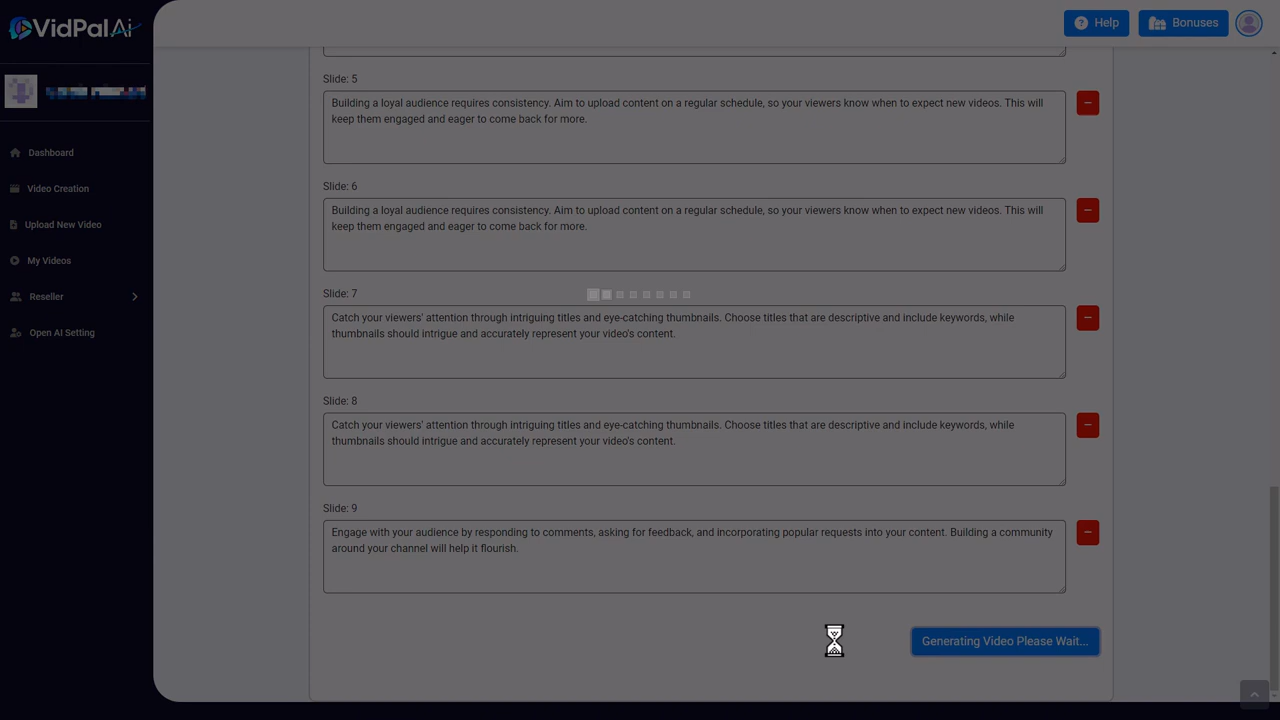 VidPal Ai
Help
Bonuses
Dashboard
Video Creation
Upload New Video
My Videos
Reseller
Open AI Setting
Slide: 5
Building a loyal audience requires consistency. Aim to upload content on a regular schedule, so your viewers know when to expect new videos. This will
keep them engaged and eager to come back for more.
Slide: 6
Building a loyal audience requires consistency. Aim to upload content on a regular schedule, so your viewers know when to expect new videos. This will
keep them engaged and eager to come back for more.
Slide: 7
Catch your viewers' attention through intriguing titles and eye-catching thumbnails. Choose titles that are descriptive and include keywords, while
thumbnails should intrigue and accurately represent your video's content.
Slide: 8
Catch your viewers' attention through intriguing titles and eye-catching thumbnails. Choose titles that are descriptive and include keywords, while
thumbnails should intrigue and accurately represent your video's content.
Slide: 9
Engage with your audience by responding to comments, asking for feedback, and incorporating popular requests into your content. Building a community
around your channel will help it flourish.
Generating Video Please Wait...